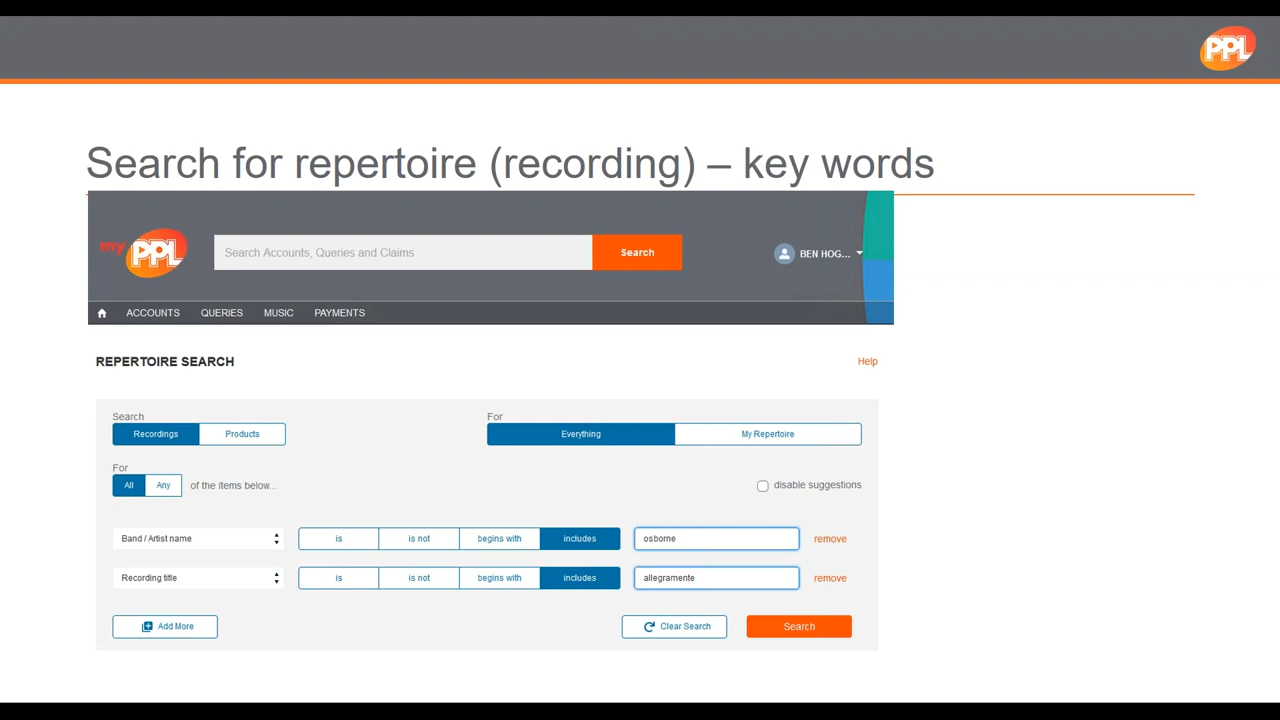 PPL
Search for repertoire (recording) – key words
my PPL
Search Accounts, Queries and Claims
Search
BEN HOG...
ACCOUNTS QUERIES MUSIC PAYMENTS
REPERTOIRE SEARCH
Help
Search
For
Recordings Products
Everything My Repertoire
For
All Any of the items below...
disable suggestions
Band / Artist name is is not begins with includes osborne remove
Recording title is is not begins with includes allegramente remove
Add More Clear Search Search